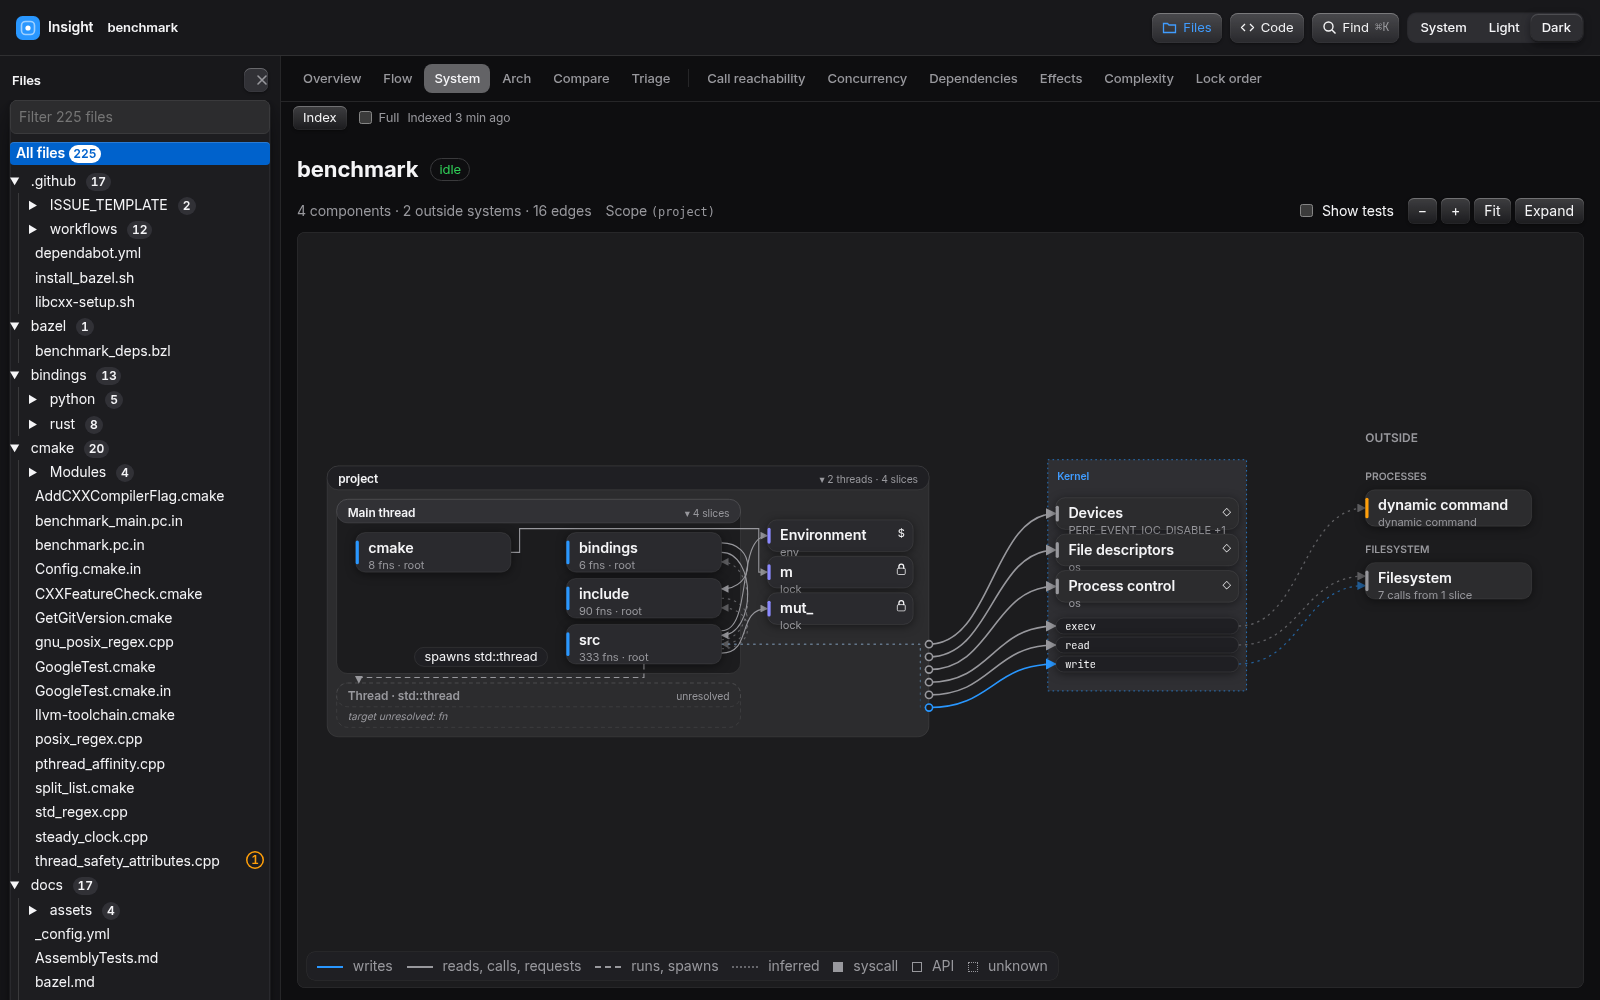 Insight benchmark
Files
Code
Find ⌘K
System Light Dark
Files
Filter 225 files
All files 225
.github 17
ISSUE_TEMPLATE 2
workflows 12
dependabot.yml
install_bazel.sh
libcxx-setup.sh
bazel 1
benchmark_deps.bzl
bindings 13
python 5
rust 8
cmake 20
Modules 4
AddCXXCompilerFlag.cmake
benchmark_main.pc.in
benchmark.pc.in
Config.cmake.in
CXXFeatureCheck.cmake
GetGitVersion.cmake
gnu_posix_regex.cpp
GoogleTest.cmake
GoogleTest.cmake.in
llvm-toolchain.cmake
posix_regex.cpp
pthread_affinity.cpp
split_list.cmake
std_regex.cpp
steady_clock.cpp
thread_safety_attributes.cpp 1
docs 17
assets 4
_config.yml
AssemblyTests.md
bazel.md
Overview Flow System Arch Compare Triage Call reachability Concurrency Dependencies Effects Complexity Lock order
Index Full Indexed 3 min ago
benchmark idle
4 components · 2 outside systems · 16 edges Scope (project)
Show tests − + Fit Expand
project ▾ 2 threads · 4 slices
Main thread ▾ 4 slices
cmake
8 fns · root
bindings
6 fns · root
include
90 fns · root
src
333 fns · root
spawns std::thread
Thread · std::thread unresolved
target unresolved: fn
Environment $
env
m
lock
mut_
lock
Kernel
Devices
PERF_EVENT_IOC_DISABLE +1
File descriptors
os
Process control
os
execv
read
write
OUTSIDE
PROCESSES
dynamic command
dynamic command
FILESYSTEM
Filesystem
7 calls from 1 slice
writes reads, calls, requests runs, spawns inferred syscall API unknown